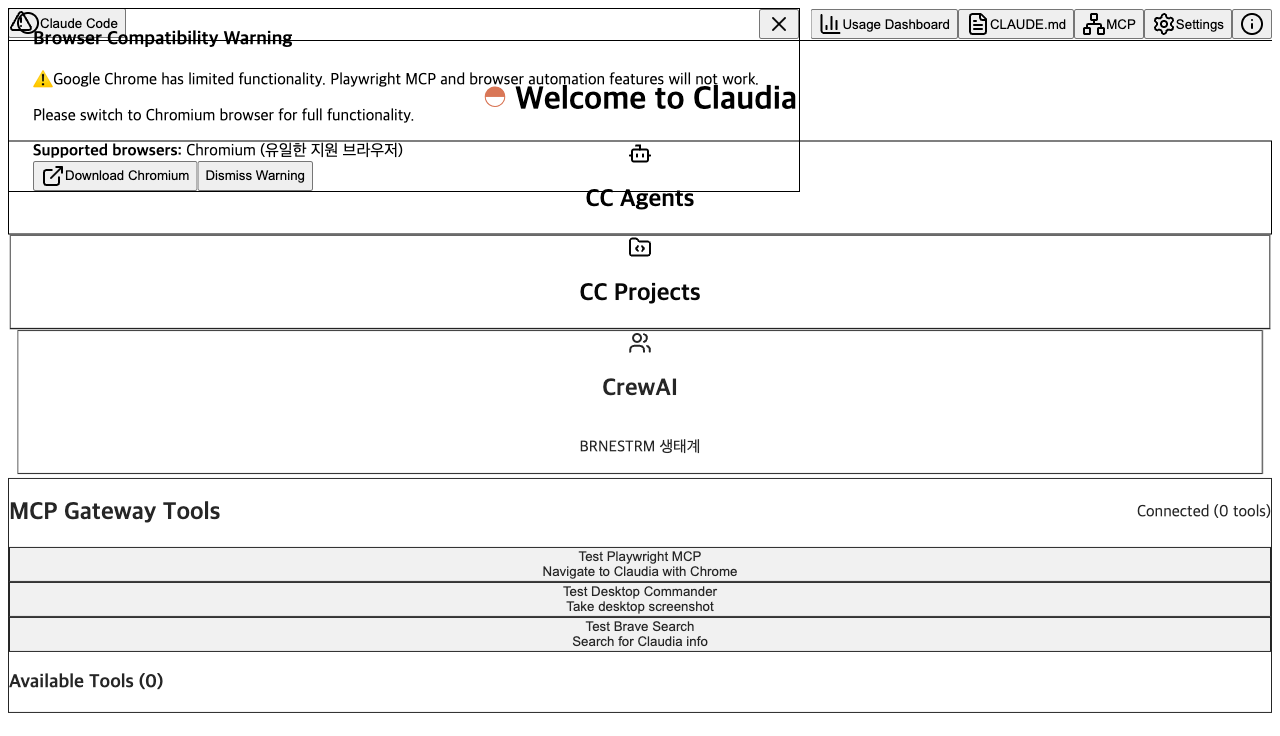 Claude Code
Usage Dashboard
CLAUDE.md
MCP
Settings
Browser Compatibility Warning
⚠️Google Chrome has limited functionality. Playwright MCP and browser automation features will not work.
Please switch to Chromium browser for full functionality.
Supported browsers: Chromium (유일한 지원 브라우저)
Download Chromium
Dismiss Warning
Welcome to Claudia
CC Agents
CC Projects
CrewAI
BRNESTRM 생태계
MCP Gateway Tools
Connected (0 tools)
Test Playwright MCP
Navigate to Claudia with Chrome
Test Desktop Commander
Take desktop screenshot
Test Brave Search
Search for Claudia info
Available Tools (0)